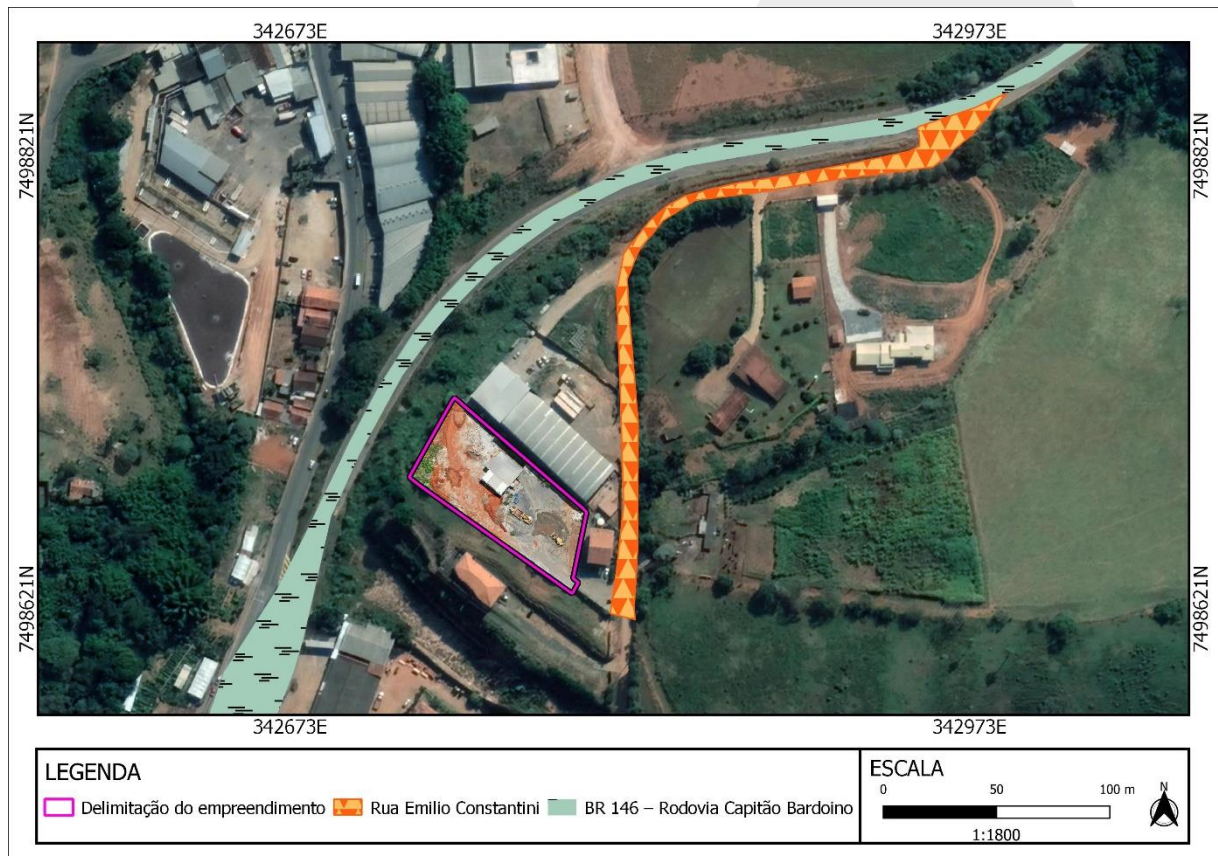 342673E
342973E
7498821N
7498821N
7498621N
7498621N
342673E
342973E
LEGENDA
Delimitação do empreendimento
Rua Emilio Constantini
BR 146 – Rodovia Capitão Bardoino
ESCALA
0 50 100 m
N
1:1800